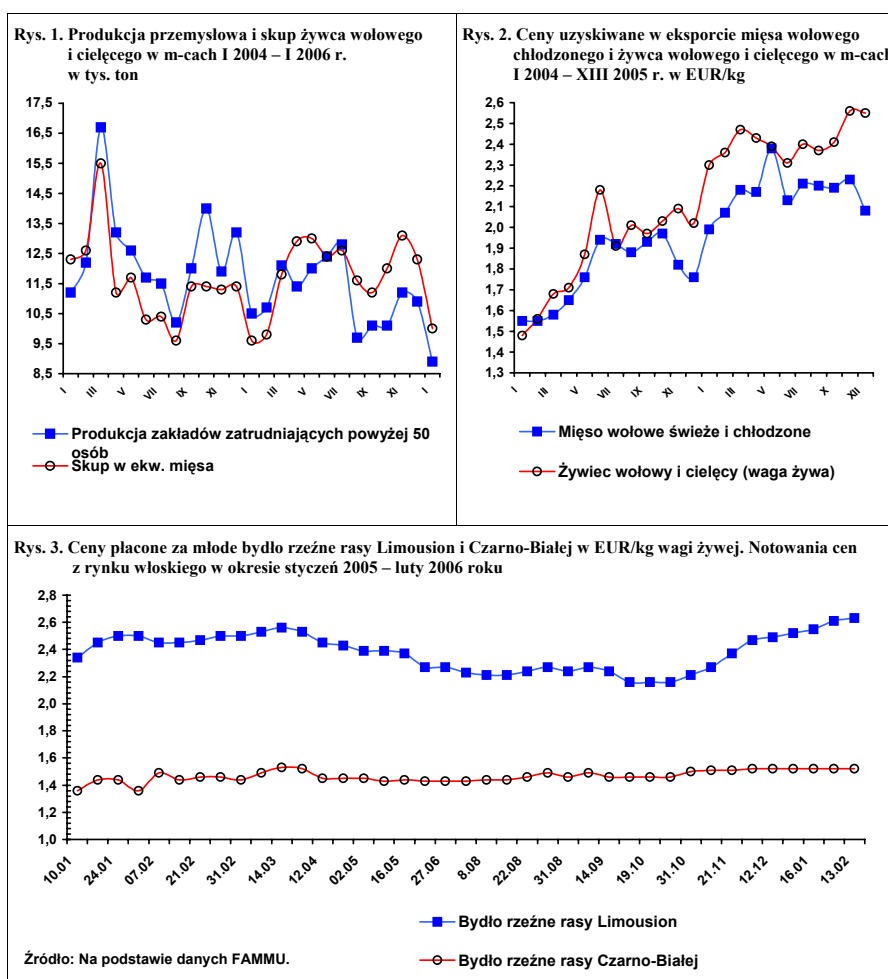 Rys. 1. Produkcja przemysłowa i skup żywca wołowego
i cielęcego w m-cach I 2004 – I 2006 r.
w tys. ton
17,5
16,5
15,5
14,5
13,5
12,5
11,5
10,5
9,5
8,5
I
III
V
VII
IX
XI
I
III
V
VII
IX
XI
I
Produkcja zakładów zatrudniających powyżej 50
osób
Skup w ekw. mięsa
Rys. 2. Ceny uzyskiwane w eksporcie mięsa wołowego
chłodzonego i żywca wołowego i cielęcego w m-cach
I 2004 – XIII 2005 r. w EUR/kg
2,6
2,5
2,4
2,3
2,2
2,1
2,0
1,9
1,8
1,7
1,6
1,5
1,4
1,3
I
III
V
VII
IX
XI
I
III
V
VII
X
XII
Mięso wołowe świeże i chłodzone
Żywiec wołowy i cielęcy (waga żywa)
Rys. 3. Ceny płacone za młode bydło rzeźne rasy Limousion i Czarno-Białej w EUR/kg wagi żywej. Notowania cen
z rynku włoskiego w okresie styczeń 2005 – luty 2006 roku
2,8
2,6
2,4
2,2
2,0
1,8
1,6
1,4
1,2
1,0
10.01
24.01
07.02
21.02
31.02
14.03
12.04
02.05
16.05
27.06
8.08
22.08
31.08
14.09
19.10
31.10
21.11
12.12
16.01
13.02
Bydło rzeźne rasy Limousion
Bydło rzeźne rasy Czarno-Białej
Źródło: Na podstawie danych FAMMU.